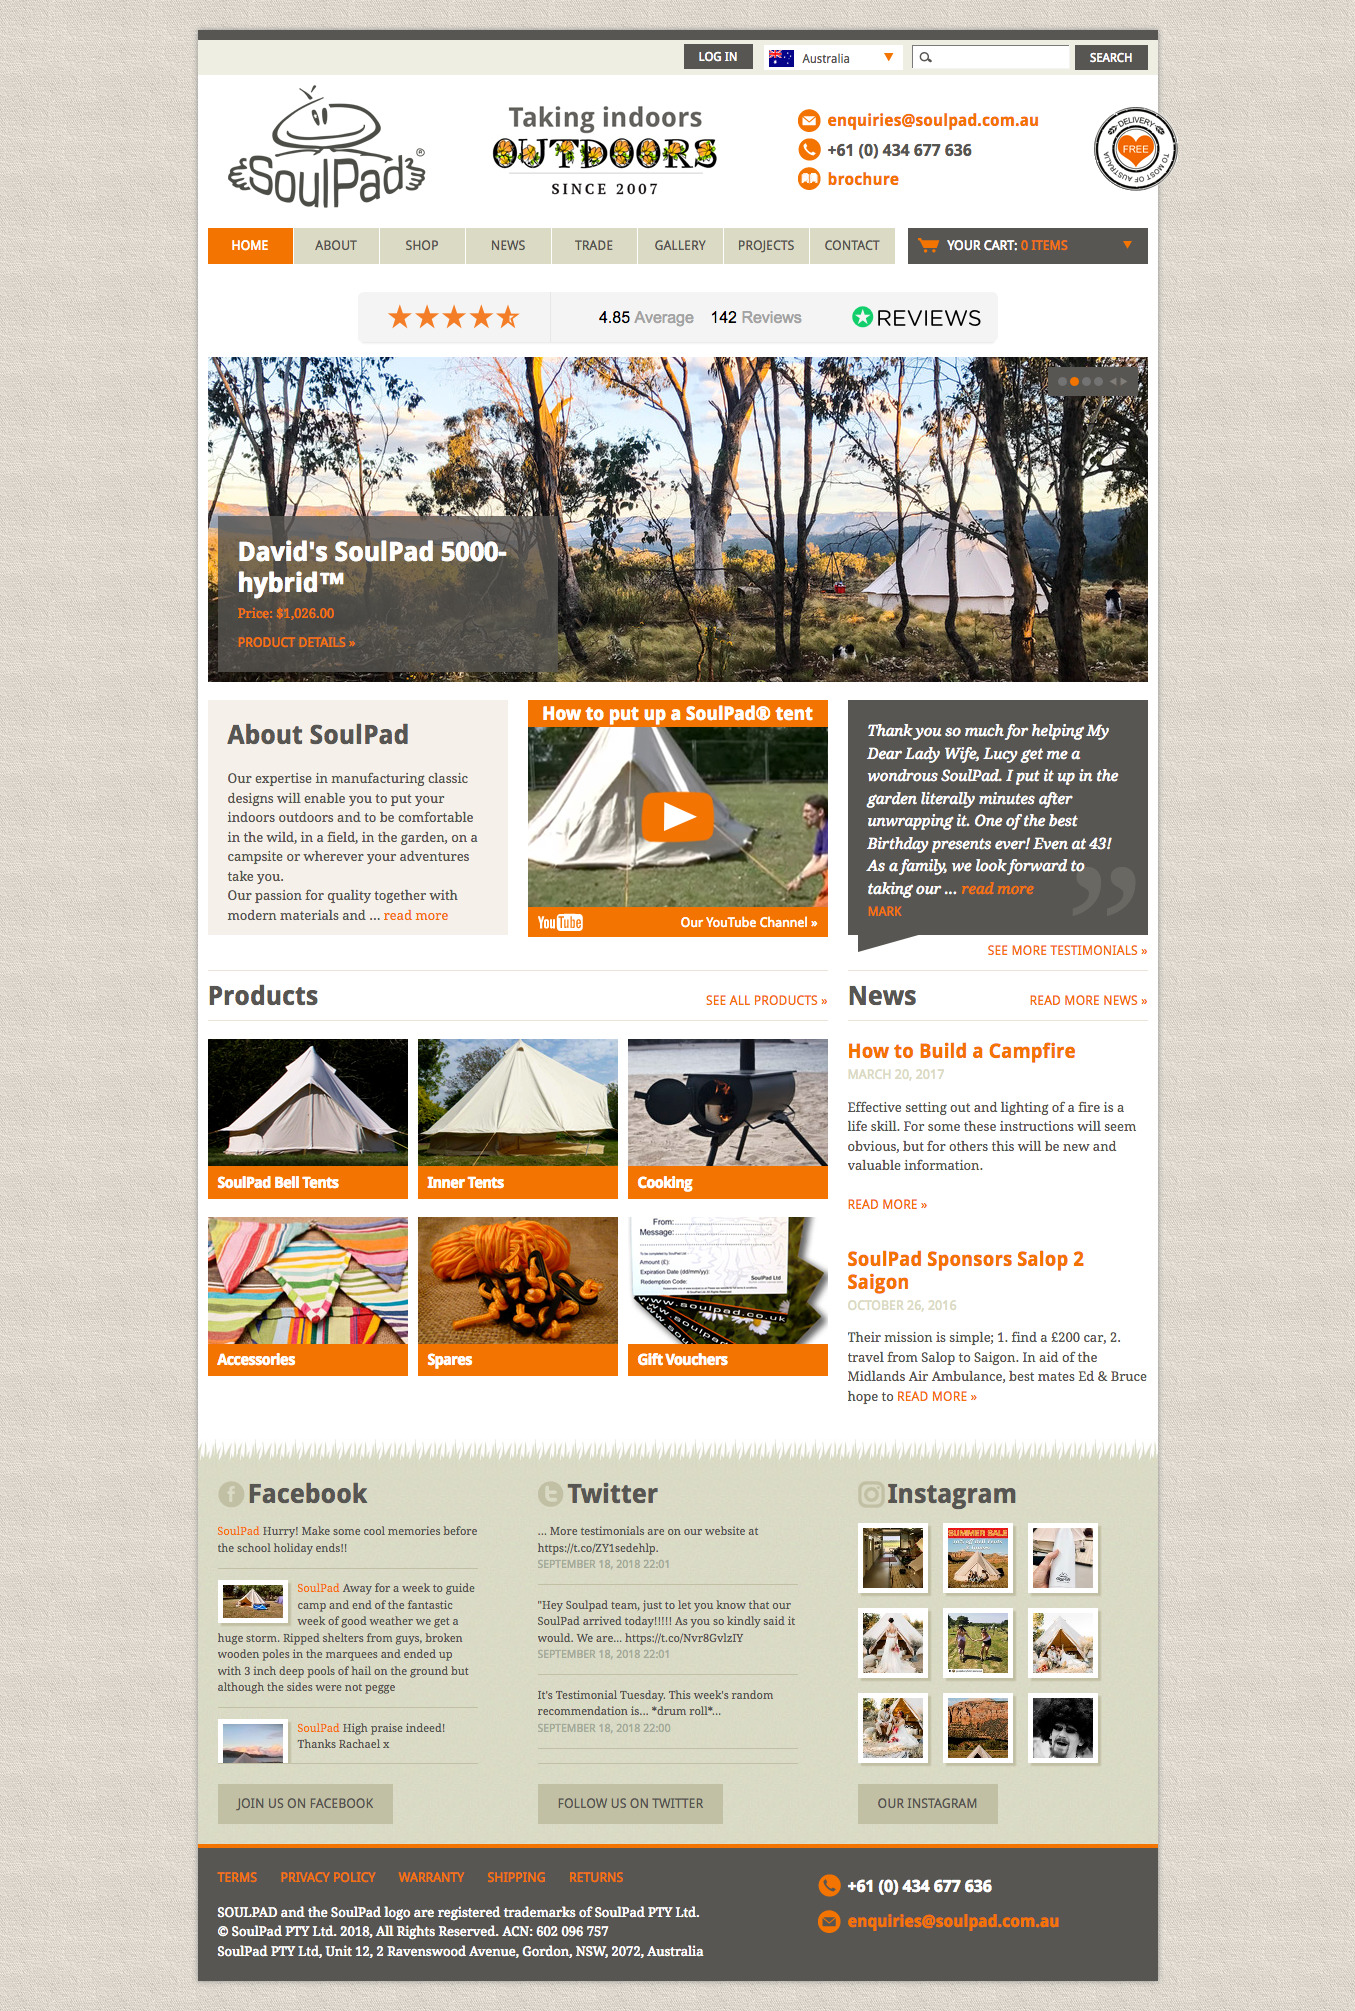 LOG IN
Australia
SEARCH
SoulPad®
Taking indoors
OUTDOORS
SINCE 2007
enquiries@soulpad.com.au
+61 (0) 434 677 636
brochure
DELIVERY
FREE
TO MOST OF AUSTRALIA
HOME
ABOUT
SHOP
NEWS
TRADE
GALLERY
PROJECTS
CONTACT
YOUR CART: 0 ITEMS
4.85 Average 142 Reviews
REVIEWS
David's SoulPad 5000-
hybrid™
Price: $1,026.00
PRODUCT DETAILS »
About SoulPad
Our expertise in manufacturing classic
designs will enable you to put your
indoors outdoors and to be comfortable
in the wild, in a field, in the garden, on a
campsite or wherever your adventures
take you.
Our passion for quality together with
modern materials and ... read more
How to put up a SoulPad® tent
YouTube
Our YouTube Channel »
Thank you so much for helping My
Dear Lady Wife, Lucy get me a
wondrous SoulPad. I put it up in the
garden literally minutes after
unwrapping it. One of the best
Birthday presents ever! Even at 43!
As a family, we look forward to
taking our ... read more
MARK
SEE MORE TESTIMONIALS »
Products
SEE ALL PRODUCTS »
SoulPad Bell Tents
Inner Tents
Cooking
Accessories
Spares
From:
Message:
Amount (£):
Expiration Date (dd/mm/yy):
Redemption Code:
SoulPad Ltd
www.soulpad.co.uk
Gift Vouchers
News
READ MORE NEWS »
How to Build a Campfire
MARCH 20, 2017
Effective setting out and lighting of a fire is a
life skill. For some these instructions will seem
obvious, but for others this will be new and
valuable information.
READ MORE »
SoulPad Sponsors Salop 2
Saigon
OCTOBER 26, 2016
Their mission is simple; 1. find a £200 car, 2.
travel from Salop to Saigon. In aid of the
Midlands Air Ambulance, best mates Ed & Bruce
hope to READ MORE »
Facebook
SoulPad Hurry! Make some cool memories before
the school holiday ends!!
SoulPad Away for a week to guide
camp and end of the fantastic
week of good weather we get a
huge storm. Ripped shelters from guys, broken
wooden poles in the marquees and ended up
with 3 inch deep pools of hail on the ground but
although the sides were not pegge
SoulPad High praise indeed!
Thanks Rachael x
JOIN US ON FACEBOOK
Twitter
... More testimonials are on our website at
https://t.co/ZY1sedehlp.
SEPTEMBER 18, 2018 22:01
"Hey Soulpad team, just to let you know that our
SoulPad arrived today!!!!! As you so kindly said it
would. We are... https://t.co/Nvr8GvlzIY
SEPTEMBER 18, 2018 22:01
It's Testimonial Tuesday. This week's random
recommendation is... *drum roll*...
SEPTEMBER 18, 2018 22:00
FOLLOW US ON TWITTER
Instagram
SUMMER SALE
OUR INSTAGRAM
TERMS
PRIVACY POLICY
WARRANTY
SHIPPING
RETURNS
SOULPAD and the SoulPad logo are registered trademarks of SoulPad PTY Ltd.
© SoulPad PTY Ltd. 2018, All Rights Reserved. ACN: 602 096 757
SoulPad PTY Ltd, Unit 12, 2 Ravenswood Avenue, Gordon, NSW, 2072, Australia
+61 (0) 434 677 636
enquiries@soulpad.com.au